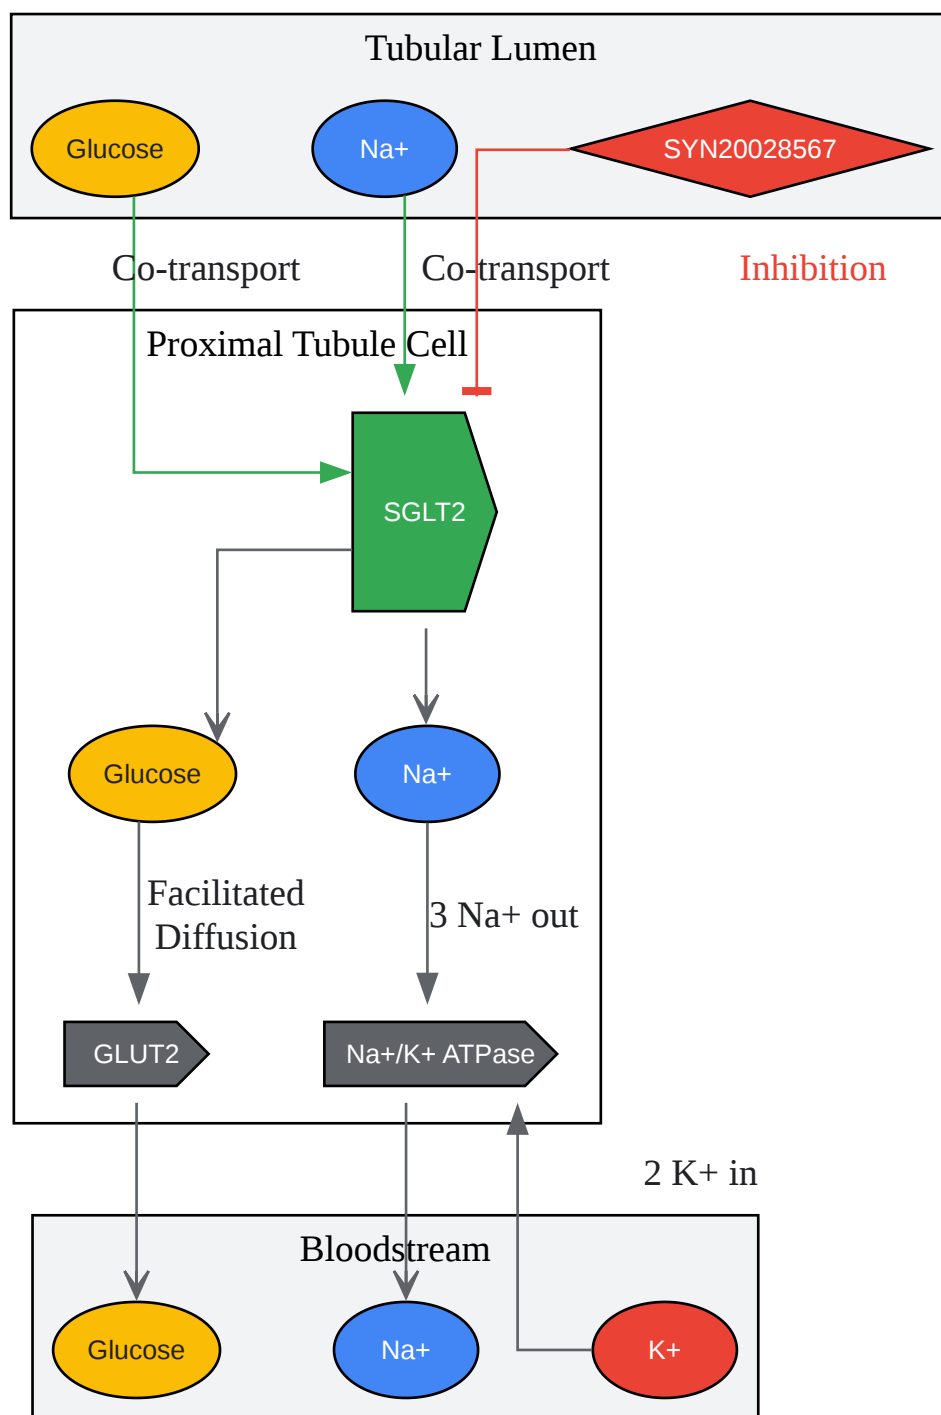 Tubular Lumen
Glucose
Na+
SYN20028567
Co-transport
Co-transport
Inhibition
Proximal Tubule Cell
SGLT2
Glucose
Na+
Facilitated
Diffusion
3 Na+ out
GLUT2
Na+/K+ ATPase
2 K+ in
Bloodstream
Glucose
Na+
K+